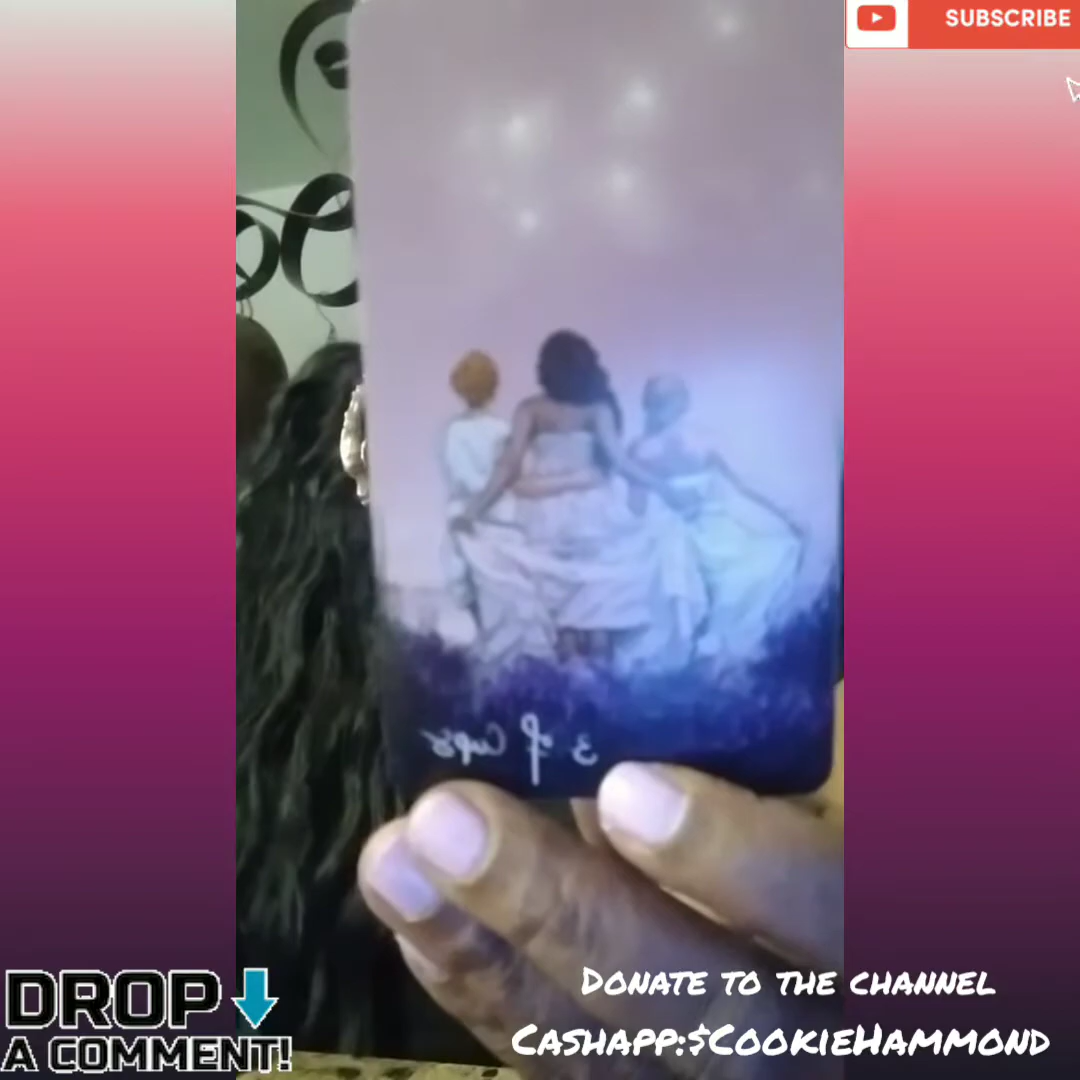 SUBSCRIBE
3 of Cups
DROP
A COMMENT!
DONATE TO THE CHANNEL
CASHAPP:$COOKIEHAMMOND